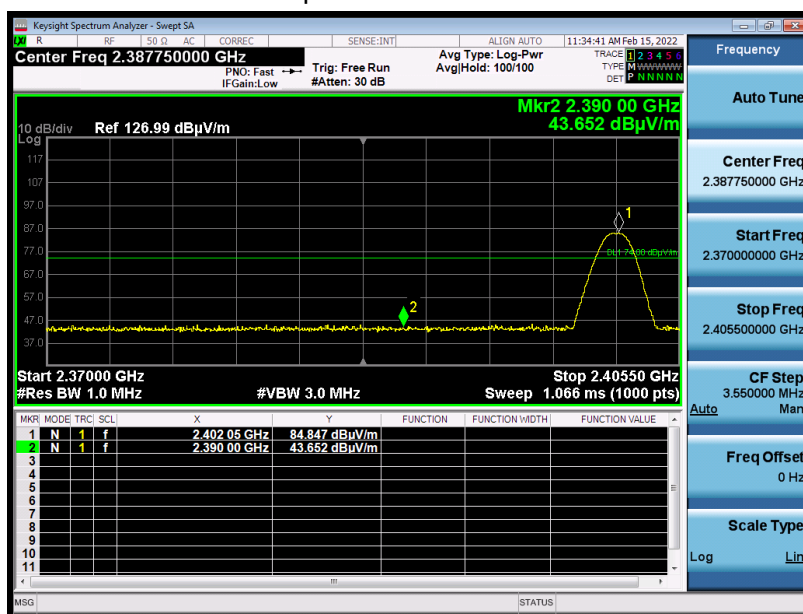 Keysight Spectrum Analyzer - Swept SA
LXI R RF 50 Ω AC CORREC SENSE:INT ALIGN AUTO 11:34:41 AM Feb 15, 2022
Center Freq 2.387750000 GHz
PNO: Fast
IFGain:Low
Trig: Free Run
#Atten: 30 dB
Avg Type: Log-Pwr
Avg|Hold: 100/100
TRACE 1 2 3 4 5 6
TYPE M
DET P N N N N N
Mkr2 2.390 00 GHz
43.652 dBµV/m
10 dB/div Ref 126.99 dBµV/m
Log
117
107
97.0
87.0
77.0
67.0
57.0
47.0
37.0
1
DL1 74.00 dBµV/m
2
Start 2.37000 GHz Stop 2.40550 GHz
#Res BW 1.0 MHz #VBW 3.0 MHz Sweep 1.066 ms (1000 pts)
MKR MODE TRC SCL X Y FUNCTION FUNCTION WIDTH FUNCTION VALUE
1 N 1 f 2.402 05 GHz 84.847 dBµV/m
2 N 1 f 2.390 00 GHz 43.652 dBµV/m
3
4
5
6
7
8
9
10
11
MSG STATUS
Frequency
Auto Tune
Center Freq
2.387750000 GHz
Start Freq
2.370000000 GHz
Stop Freq
2.405500000 GHz
CF Step
3.550000 MHz
Auto Man
Freq Offset
0 Hz
Scale Type
Log Lin